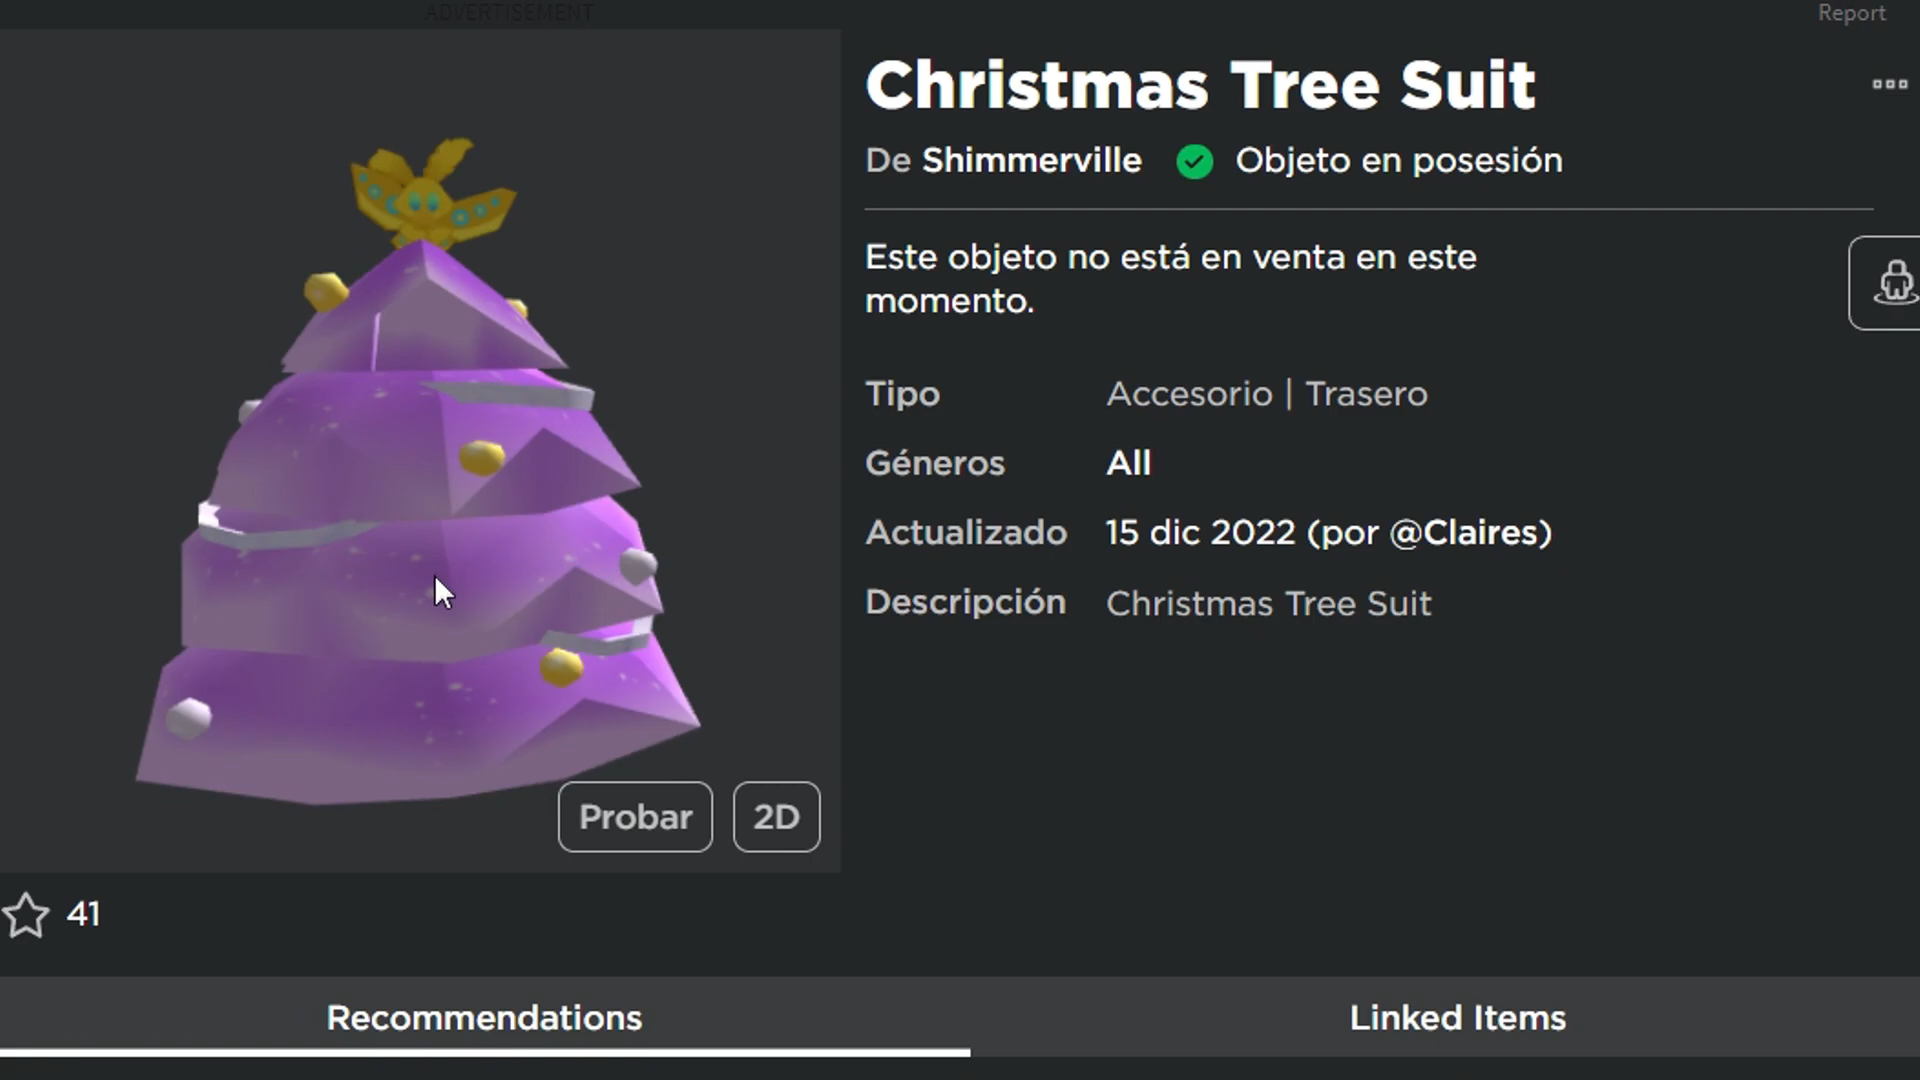 ADVERTISEMENT
Report
Christmas Tree Suit
De Shimmerville Objeto en posesión
Este objeto no está en venta en este
momento.
Tipo Accesorio | Trasero
Géneros All
Actualizado 15 dic 2022 (por @Claires)
Descripción Christmas Tree Suit
Probar 2D
41
Recommendations Linked Items